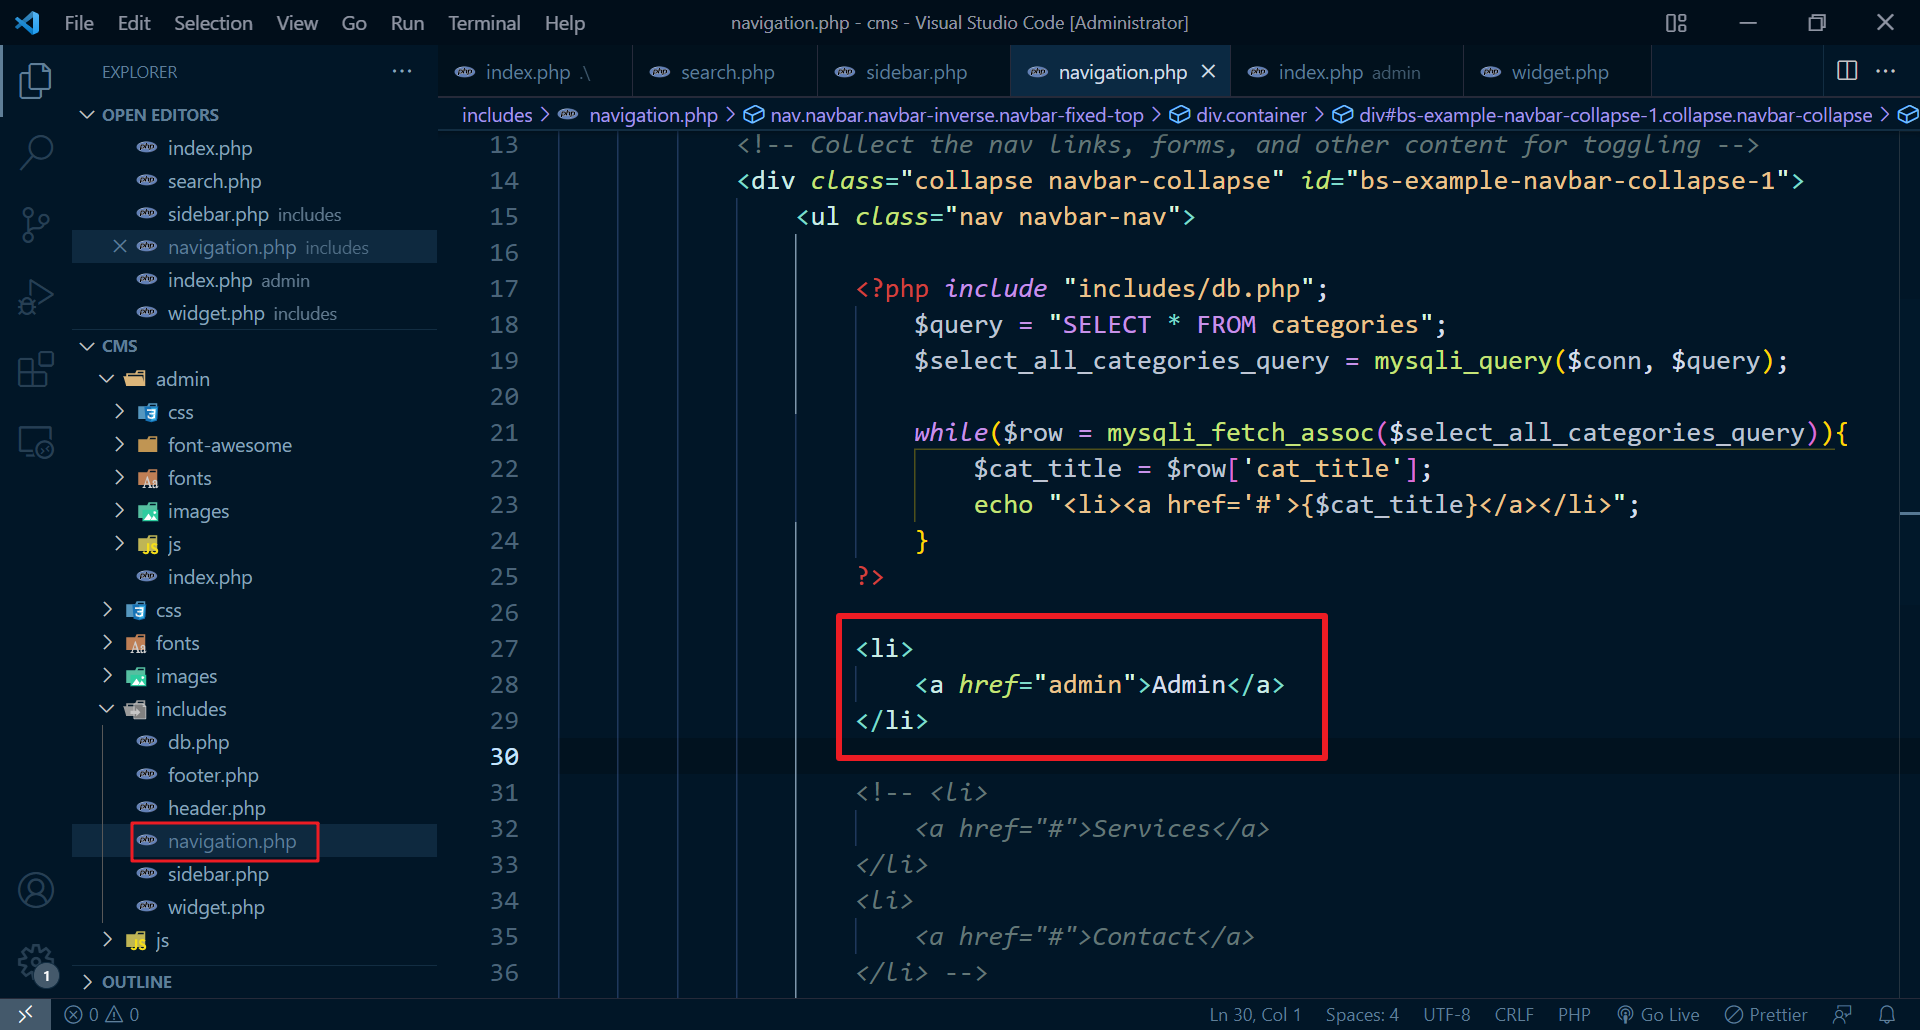 File Edit Selection View Go Run Terminal Help
navigation.php - cms - Visual Studio Code [Administrator]
EXPLORER
OPEN EDITORS
index.php
search.php
sidebar.php includes
navigation.php includes
index.php admin
widget.php includes
CMS
admin
css
font-awesome
fonts
images
js
index.php
css
fonts
images
includes
db.php
footer.php
header.php
navigation.php
sidebar.php
widget.php
js
OUTLINE
1
index.php .\
search.php
sidebar.php
navigation.php
index.php admin
widget.php
includes > navigation.php > nav.navbar.navbar-inverse.navbar-fixed-top > div.container > div#bs-example-navbar-collapse-1.collapse.navbar-collapse >
13 <!-- Collect the nav links, forms, and other content for toggling -->
14 <div class="collapse navbar-collapse" id="bs-example-navbar-collapse-1">
15 <ul class="nav navbar-nav">
16
17 <?php include "includes/db.php";
18 $query = "SELECT * FROM categories";
19 $select_all_categories_query = mysqli_query($conn, $query);
20
21 while($row = mysqli_fetch_assoc($select_all_categories_query)){
22 $cat_title = $row['cat_title'];
23 echo "<li><a href='#'>{$cat_title}</a></li>";
24 }
25 ?>
26
27 <li>
28 <a href="admin">Admin</a>
29 </li>
30
31 <!-- <li>
32 <a href="#">Services</a>
33 </li>
34 <li>
35 <a href="#">Contact</a>
36 </li> -->
0 0
Ln 30, Col 1 Spaces: 4 UTF-8 CRLF PHP Go Live Prettier